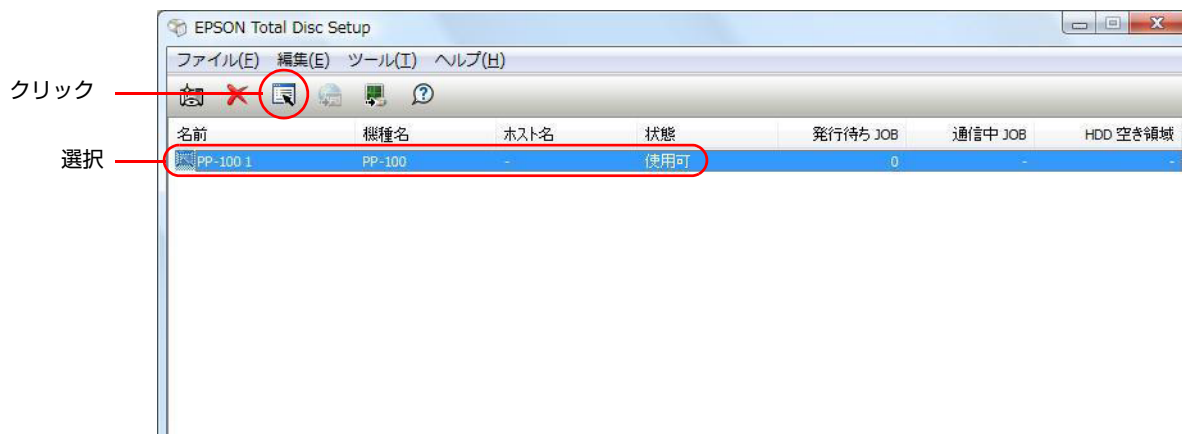 EPSON Total Disc Setup
ファイル(F) 編集(E) ツール(T) ヘルプ(H)
クリック
名前 機種名 ホスト名 状態 発行待ち JOB 通信中 JOB HDD 空き領域
選択
PP-100 1 PP-100 - 使用可 0 - -